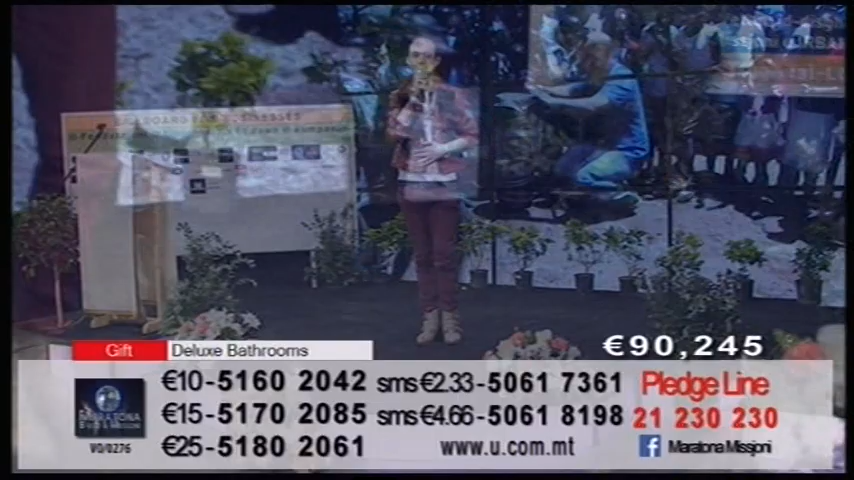 €90,245
Gift Deluxe Bathrooms
€10-5160 2042 sms €2.33-5061 7361 Pledge Line
€15-5170 2085 sms €4.66-5061 8198 21 230 230
€25-5180 2061 www.u.com.mt Maratona Missjoni
MARATONA
VO/0276